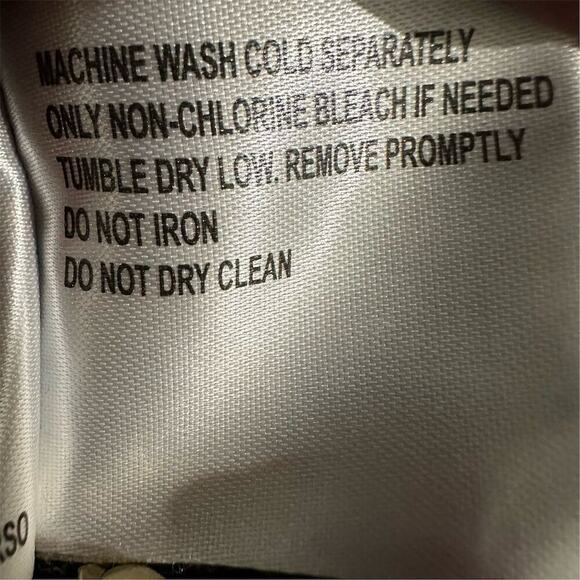 MACHINE WASH COLD SEPARATELY
ONLY NON-CHLORINE BLEACH IF NEEDED
TUMBLE DRY LOW. REMOVE PROMPTLY
DO NOT IRON
DO NOT DRY CLEAN